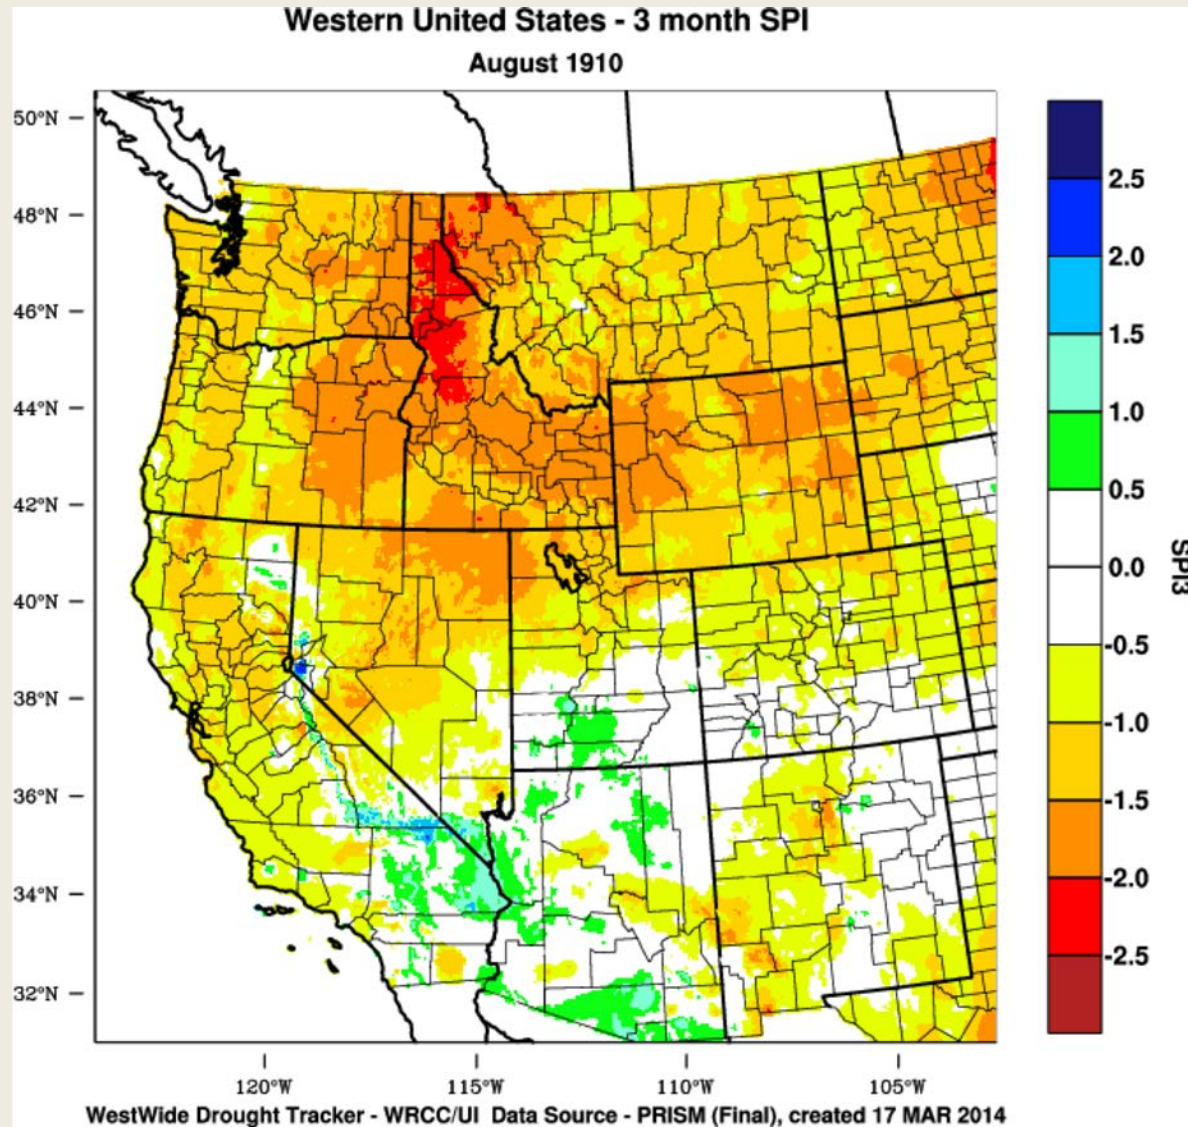 Western United States - 3 month SPI
August 1910
50°N
48°N
46°N
44°N
42°N
40°N
38°N
36°N
34°N
32°N
120°W
115°W
110°W
105°W
2.5
2.0
1.5
1.0
0.5
0.0
-0.5
-1.0
-1.5
-2.0
-2.5
SPI3
WestWide Drought Tracker - WRCC/UI Data Source - PRISM (Final), created 17 MAR 2014